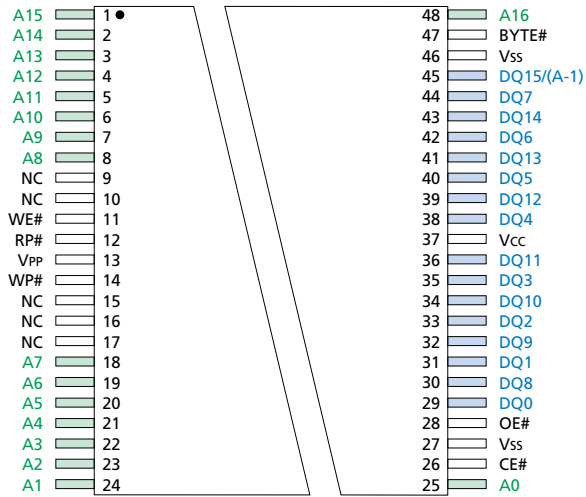 A15 1 48 A16
A14 2 47 BYTE#
A13 3 46 Vss
A12 4 45 DQ15/(A-1)
A11 5 44 DQ7
A10 6 43 DQ14
A9 7 42 DQ6
A8 8 41 DQ13
NC 9 40 DQ5
NC 10 39 DQ12
WE# 11 38 DQ4
RP# 12 37 Vcc
VPP 13 36 DQ11
WP# 14 35 DQ3
NC 15 34 DQ10
NC 16 33 DQ2
NC 17 32 DQ9
A7 18 31 DQ1
A6 19 30 DQ8
A5 20 29 DQ0
A4 21 28 OE#
A3 22 27 Vss
A2 23 26 CE#
A1 24 25 A0